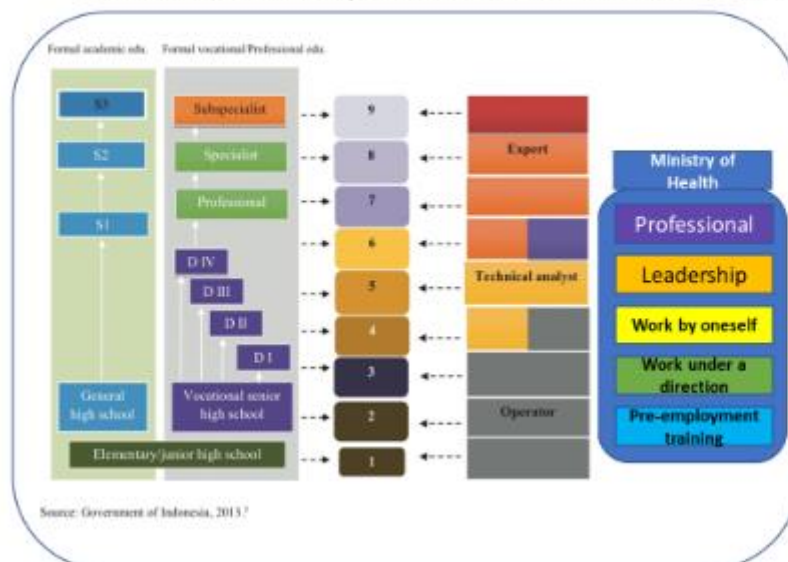 Formal academic edu. Formal vocational/Professional edu.
S3
S2
S1
General
high school
Subspecialist
Specialist
Professional
D IV
D III
D II
D I
Vocational senior
high school
Elementary/junior high school
9
8
7
6
5
4
3
2
1
Expert
Technical analyst
Operator
Ministry of
Health
Professional
Leadership
Work by oneself
Work under a
direction
Pre-employment
training
Source: Government of Indonesia, 2013.